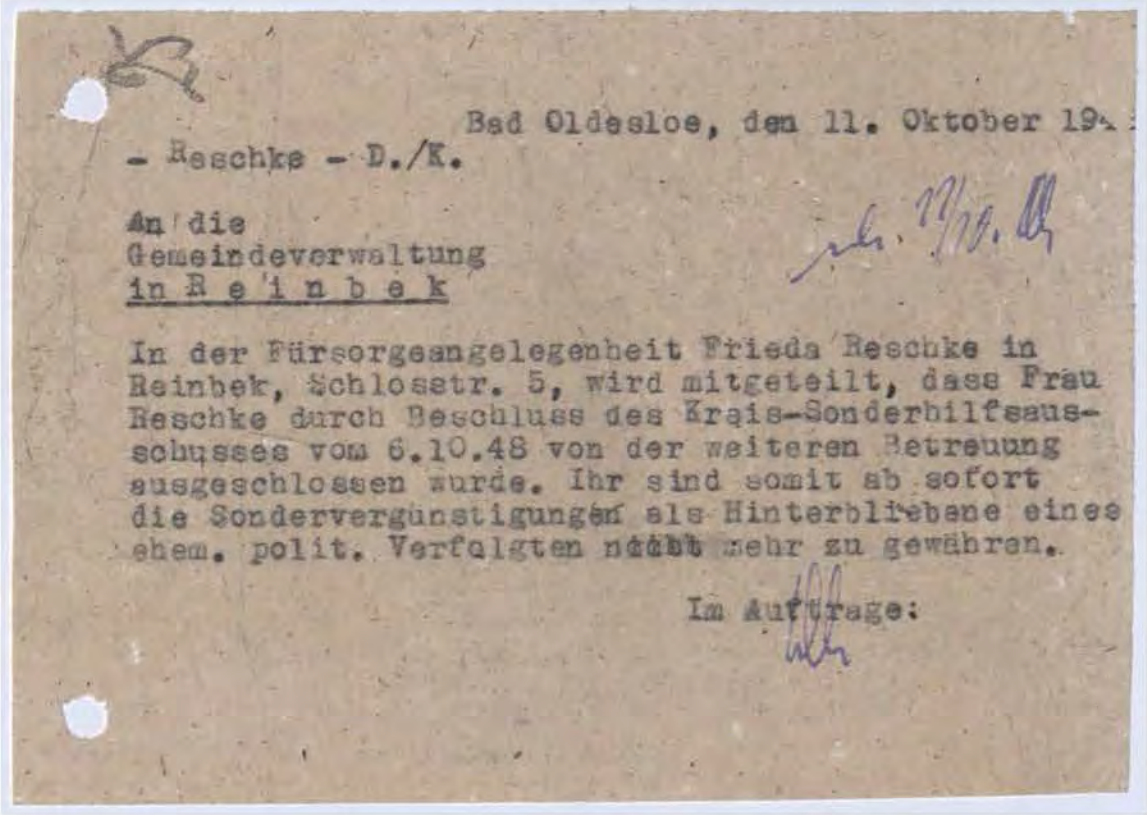 Bad Oldesloe, den 11. Oktober 19
- Reschke - D./K.
An die
Gemeindeverwaltung
in R e i n b e k
In der Fürsorgeangelegenheit Frieda Reschke in
Reinbek, Schlosstr. 5, wird mitgeteilt, dass Frau
Reschke durch Beschluss des Krais-Sonderhilfsaus-
schusses vom 6.10.48 von der weiteren Betreuung
ausgeschlossen wurde. Ihr sind somit ab sofort
die Sondervergünstigungen als Hinterbliebene eines
ehem. polit. Verfolgten nicht mehr zu gewähren.
Im Auftrage: